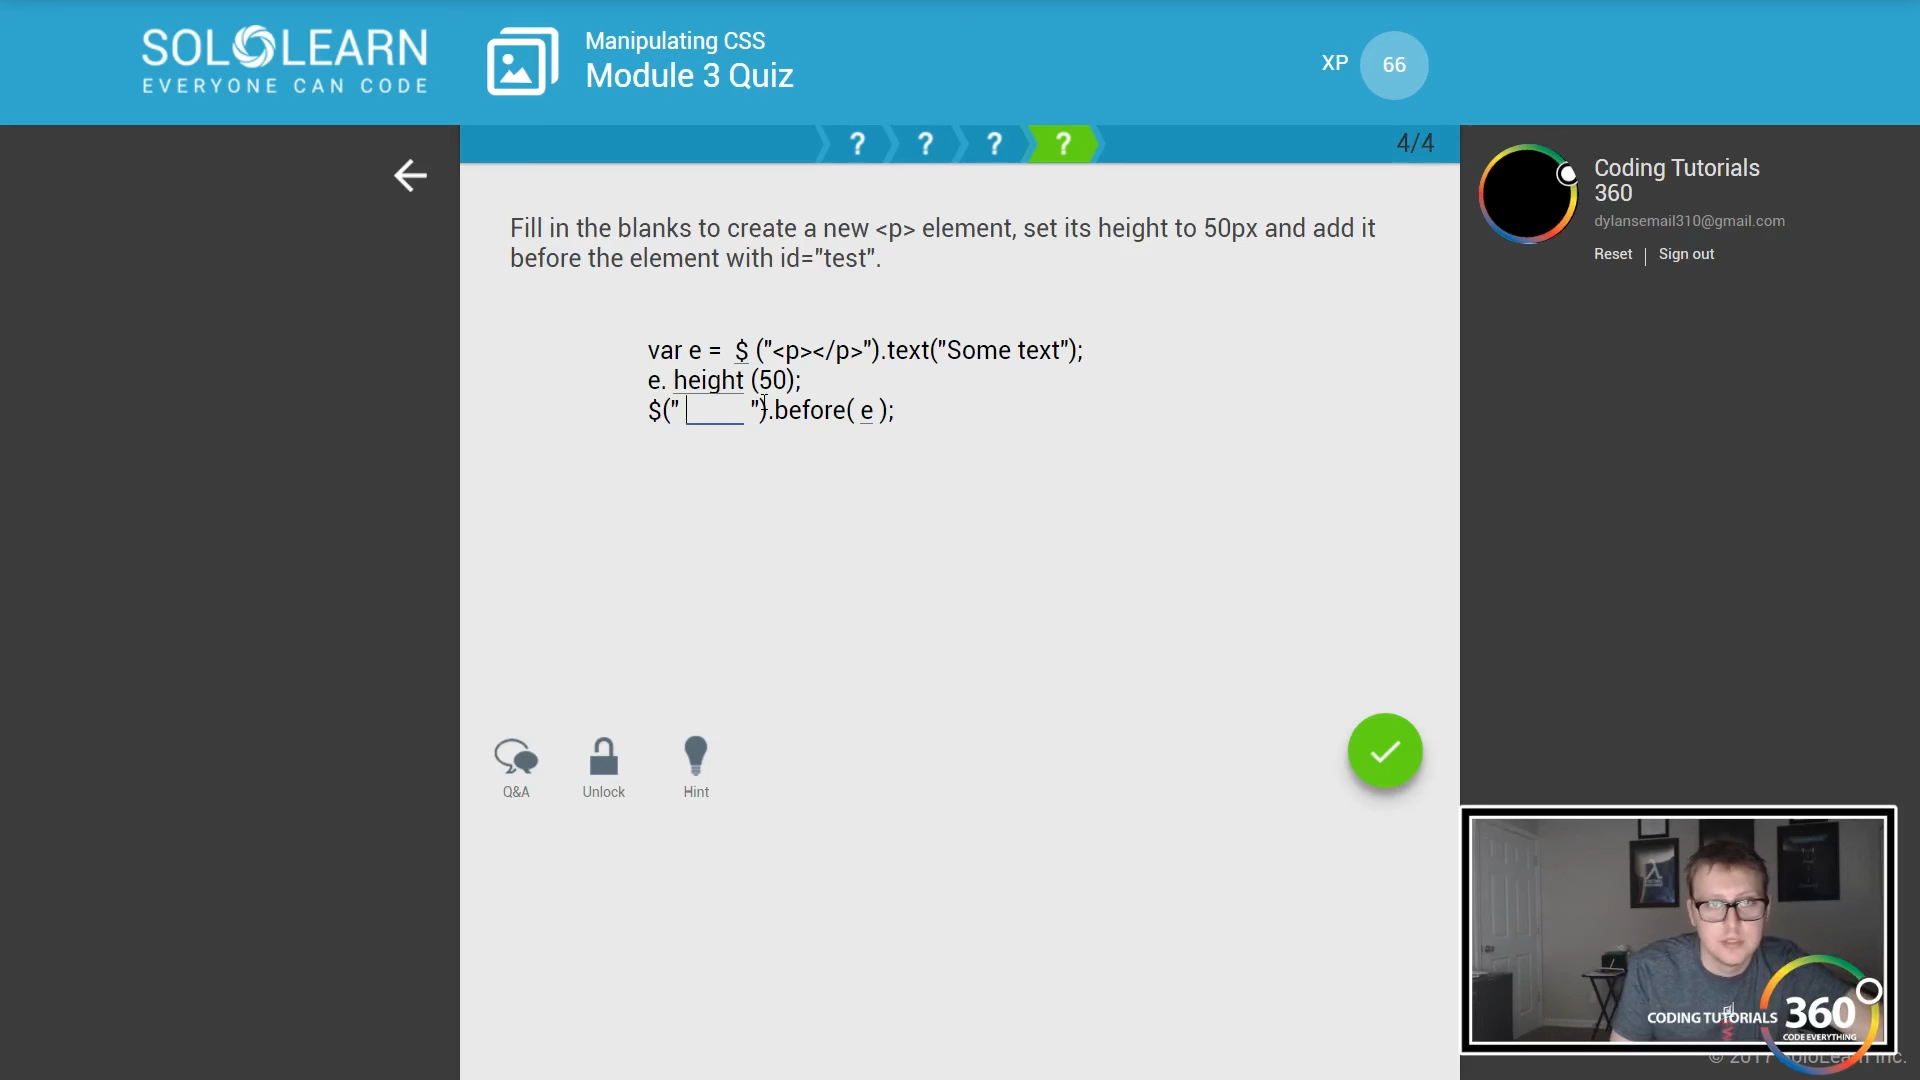 SOLOLEARN
EVERYONE CAN CODE
Manipulating CSS
Module 3 Quiz
XP 66
? ? ? ? 4/4
Coding Tutorials
360
dylansemail310@gmail.com
Reset | Sign out
Fill in the blanks to create a new <p> element, set its height to 50px and add it
before the element with id="test".
var e = $ ("<p></p>").text("Some text");
e. height (50);
$(" ").before( e );
Q&A Unlock Hint
CODING TUTORIALS 360
CODE EVERYTHING
© 2017 SoloLearn Inc.